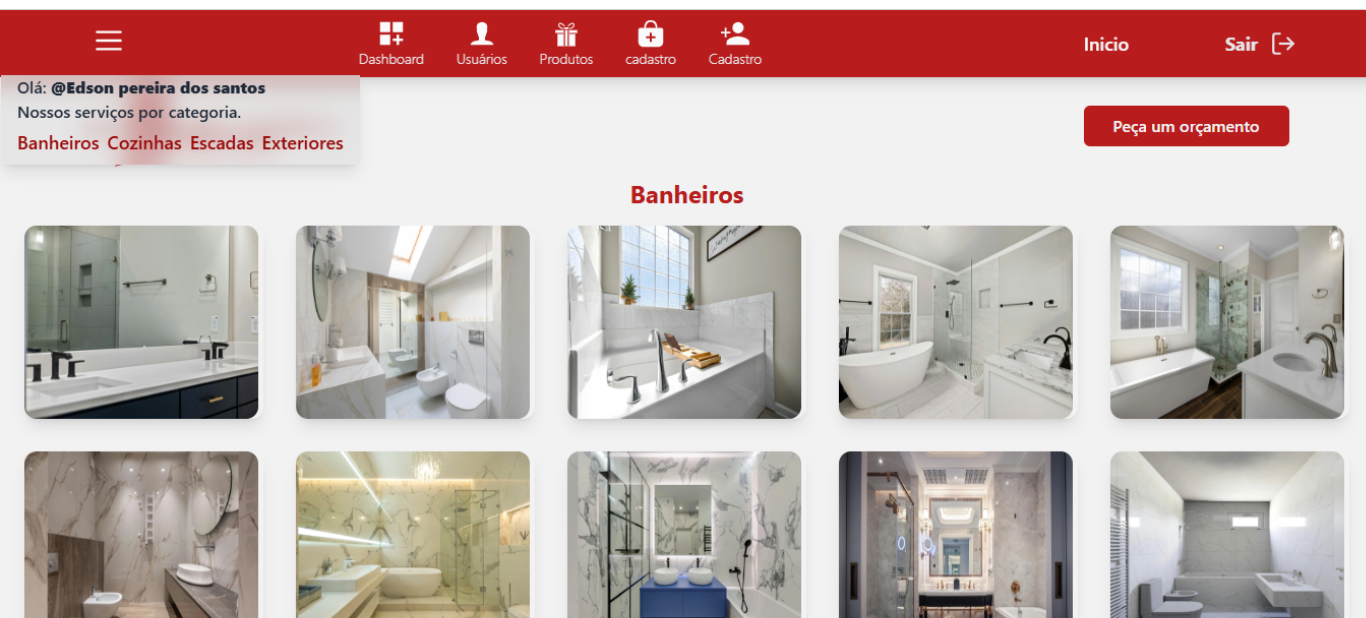 Dashboard Usuários Produtos cadastro Cadastro Inicio Sair
Olá: @Edson pereira dos santos
Nossos serviços por categoria.
Banheiros Cozinhas Escadas Exteriores
Peça um orçamento
Banheiros